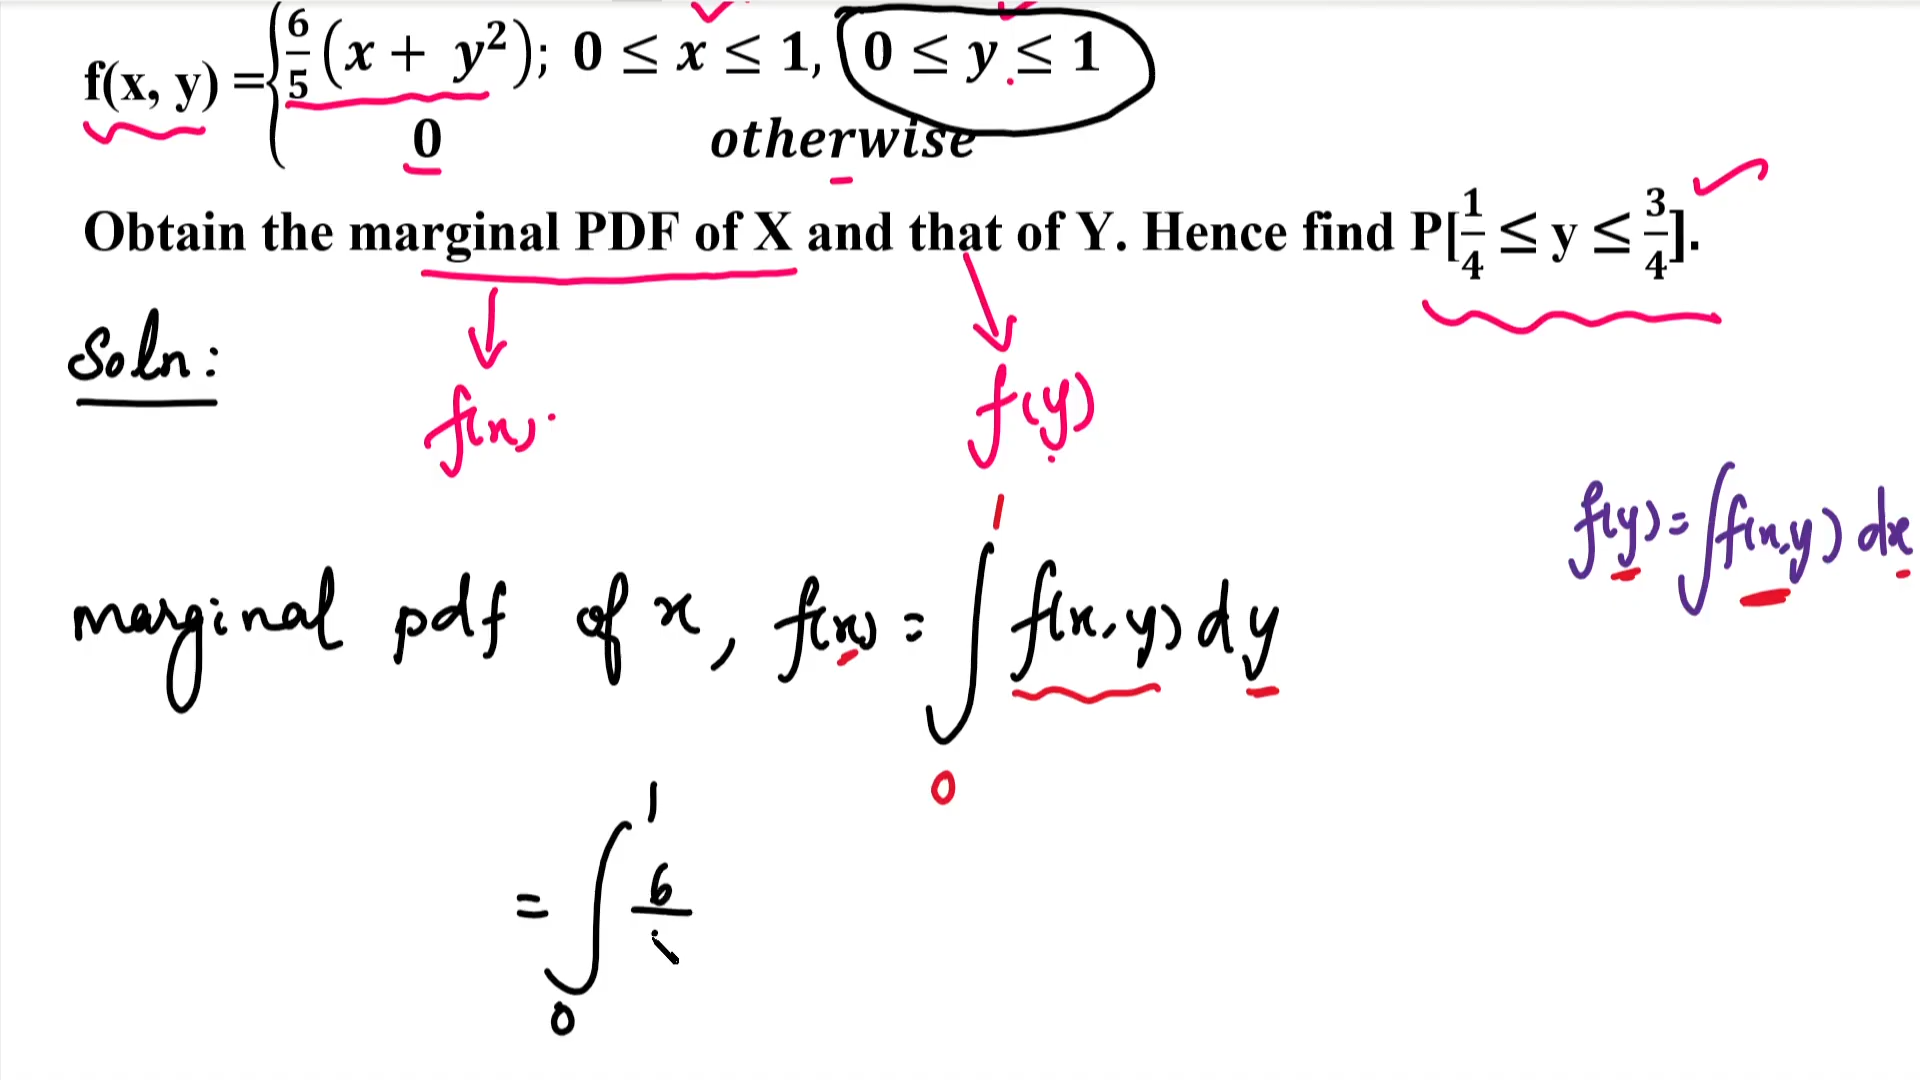 f(x, y) = { 6/5 (x + y²); 0 ≤ x ≤ 1, 0 ≤ y ≤ 1
0 otherwise
Obtain the marginal PDF of X and that of Y. Hence find P[1/4 ≤ y ≤ 3/4].
Soln:
f(x) f(y)
f(y) = ∫ f(x,y) dx
marginal pdf of x, f(x) = ∫₀¹ f(x,y) dy
= ∫₀¹ 6/